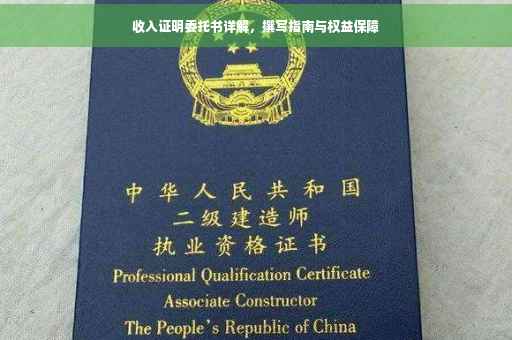 收入证明委托书详解，撰写指南与权益保障
中华人民共和国
二级建造师
执业资格证书
Professional Qualification Certificate
Associate Constructor
The People's Republic of China